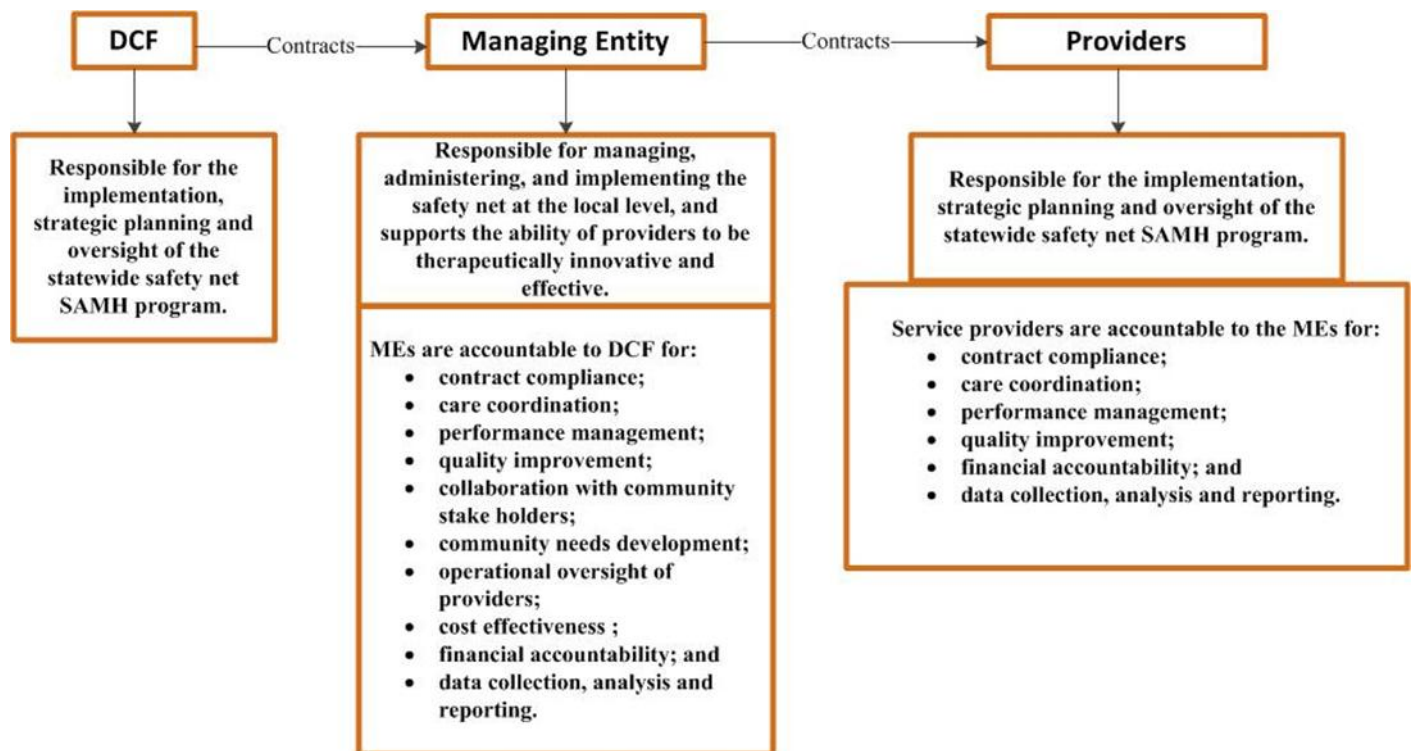 DCF
Contracts
Managing Entity
Contracts
Providers
Responsible for the
implementation,
strategic planning and
oversight of the
statewide safety net
SAMH program.
Responsible for managing,
administering, and implementing the
safety net at the local level, and
supports the ability of providers to be
therapeutically innovative and
effective.
MEs are accountable to DCF for:
• contract compliance;
• care coordination;
• performance management;
• quality improvement;
• collaboration with community
stake holders;
• community needs development;
• operational oversight of
providers;
• cost effectiveness ;
• financial accountability; and
• data collection, analysis and
reporting.
Responsible for the implementation,
strategic planning and oversight of the
statewide safety net SAMH program.
Service providers are accountable to the MEs for:
• contract compliance;
• care coordination;
• performance management;
• quality improvement;
• financial accountability; and
• data collection, analysis and reporting.